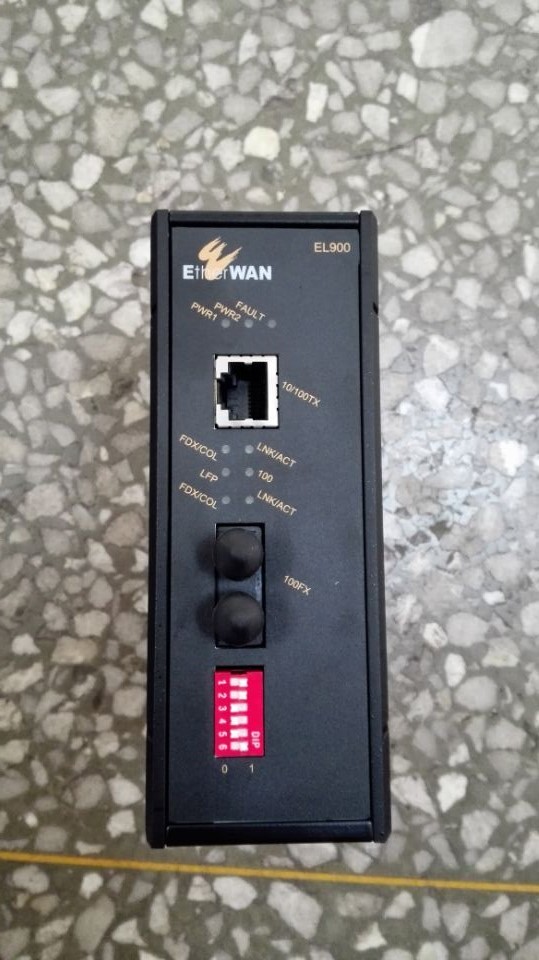 EtherWAN
EL900
PWR1 PWR2 FAULT
10/100TX
FDX/COL LNK/ACT
LFP 100
FDX/COL LNK/ACT
100FX
DIP
1
2
3
4
5
6
0 1